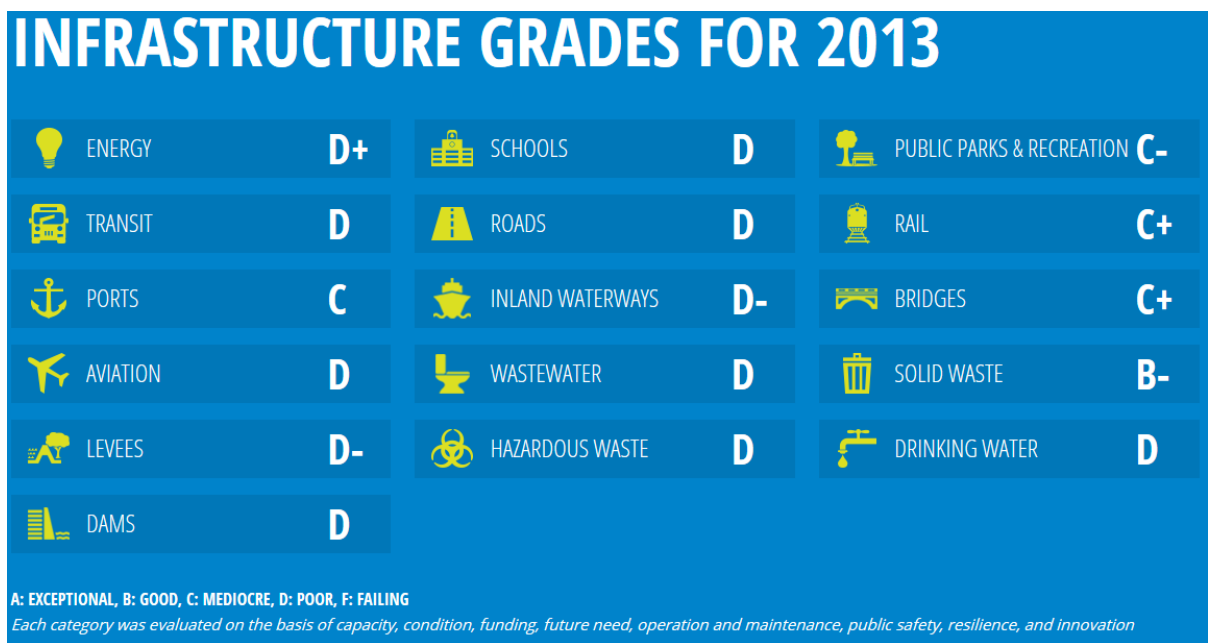 INFRASTRUCTURE GRADES FOR 2013
ENERGY D+
SCHOOLS D
PUBLIC PARKS & RECREATION C-
TRANSIT D
ROADS D
RAIL C+
PORTS C
INLAND WATERWAYS D-
BRIDGES C+
AVIATION D
WASTEWATER D
SOLID WASTE B-
LEVEES D-
HAZARDOUS WASTE D
DRINKING WATER D
DAMS D
A: EXCEPTIONAL, B: GOOD, C: MEDIOCRE, D: POOR, F: FAILING
Each category was evaluated on the basis of capacity, condition, funding, future need, operation and maintenance, public safety, resilience, and innovation